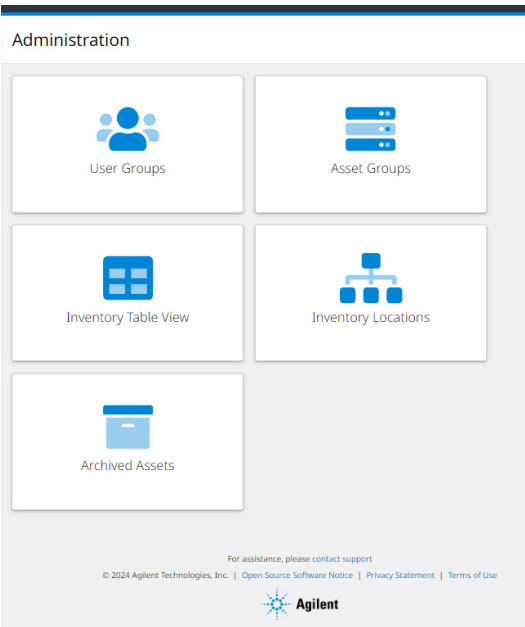 Administration
User Groups
Asset Groups
Inventory Table View
Inventory Locations
Archived Assets
For assistance, please contact support
© 2024 Agilent Technologies, Inc. | Open Source Software Notice | Privacy Statement | Terms of Use
Agilent